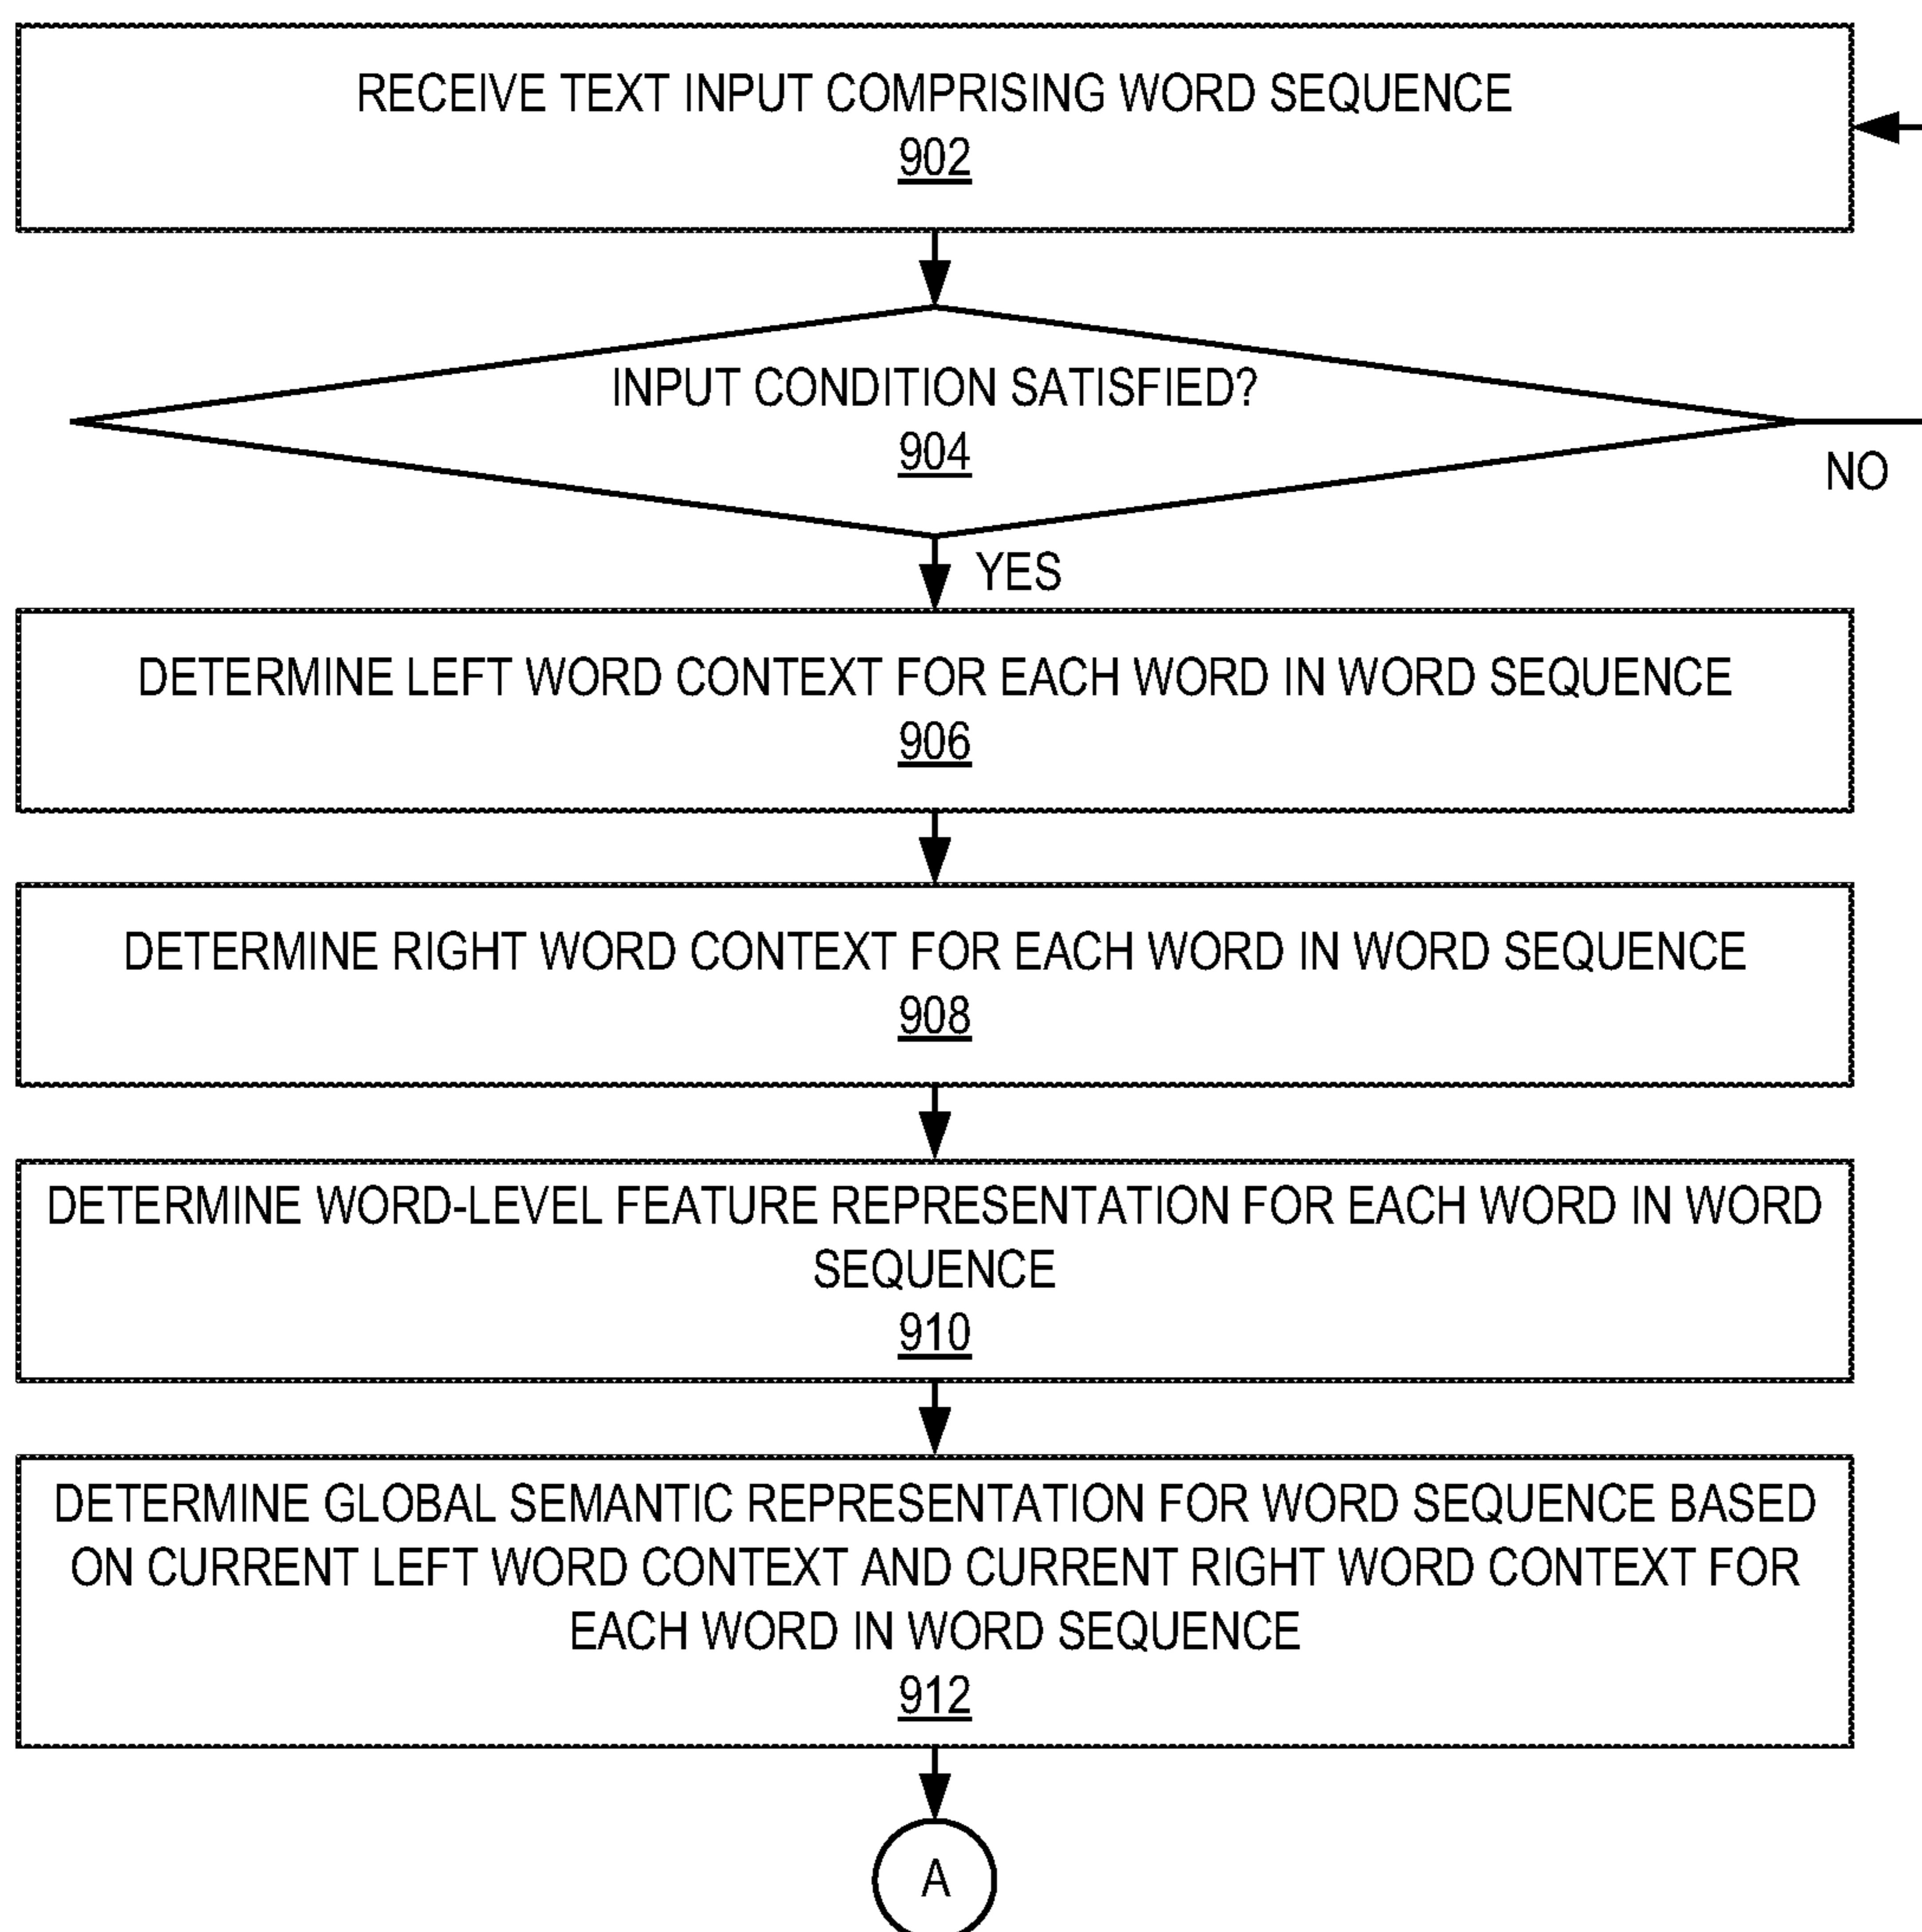 RECEIVE TEXT INPUT COMPRISING WORD SEQUENCE
902
INPUT CONDITION SATISFIED?
904
NO
YES
DETERMINE LEFT WORD CONTEXT FOR EACH WORD IN WORD SEQUENCE
906
DETERMINE RIGHT WORD CONTEXT FOR EACH WORD IN WORD SEQUENCE
908
DETERMINE WORD-LEVEL FEATURE REPRESENTATION FOR EACH WORD IN WORD
SEQUENCE
910
DETERMINE GLOBAL SEMANTIC REPRESENTATION FOR WORD SEQUENCE BASED
ON CURRENT LEFT WORD CONTEXT AND CURRENT RIGHT WORD CONTEXT FOR
EACH WORD IN WORD SEQUENCE
912
A